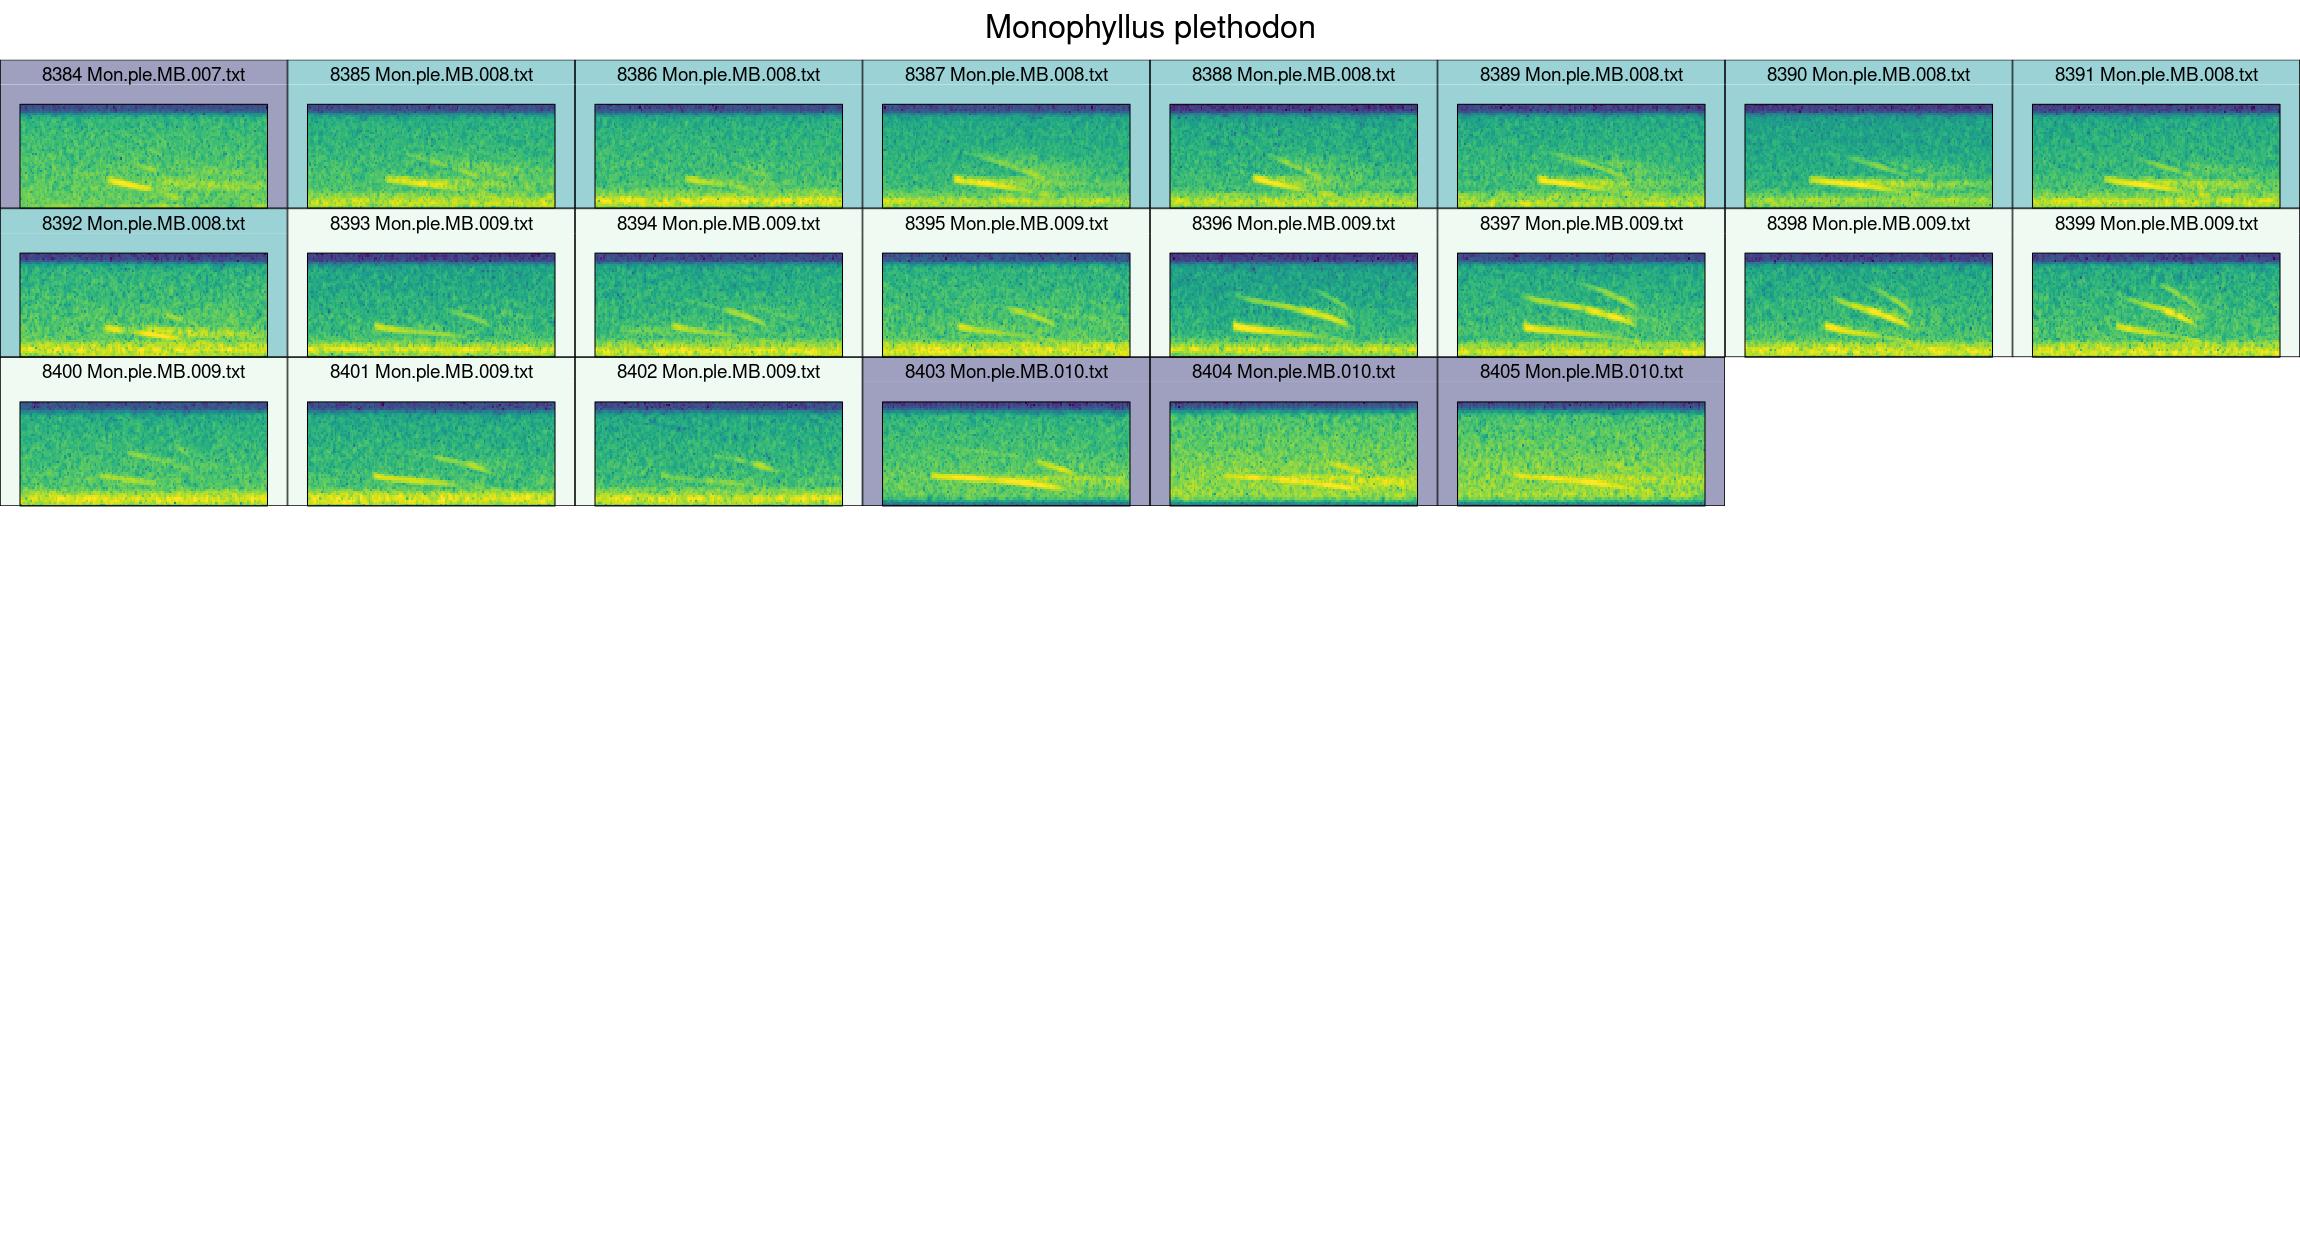 Monophyllus plethodon
8384 Mon.ple.MB.007.txt
8385 Mon.ple.MB.008.txt
8386 Mon.ple.MB.008.txt
8387 Mon.ple.MB.008.txt
8388 Mon.ple.MB.008.txt
8389 Mon.ple.MB.008.txt
8390 Mon.ple.MB.008.txt
8391 Mon.ple.MB.008.txt
8392 Mon.ple.MB.008.txt
8393 Mon.ple.MB.009.txt
8394 Mon.ple.MB.009.txt
8395 Mon.ple.MB.009.txt
8396 Mon.ple.MB.009.txt
8397 Mon.ple.MB.009.txt
8398 Mon.ple.MB.009.txt
8399 Mon.ple.MB.009.txt
8400 Mon.ple.MB.009.txt
8401 Mon.ple.MB.009.txt
8402 Mon.ple.MB.009.txt
8403 Mon.ple.MB.010.txt
8404 Mon.ple.MB.010.txt
8405 Mon.ple.MB.010.txt